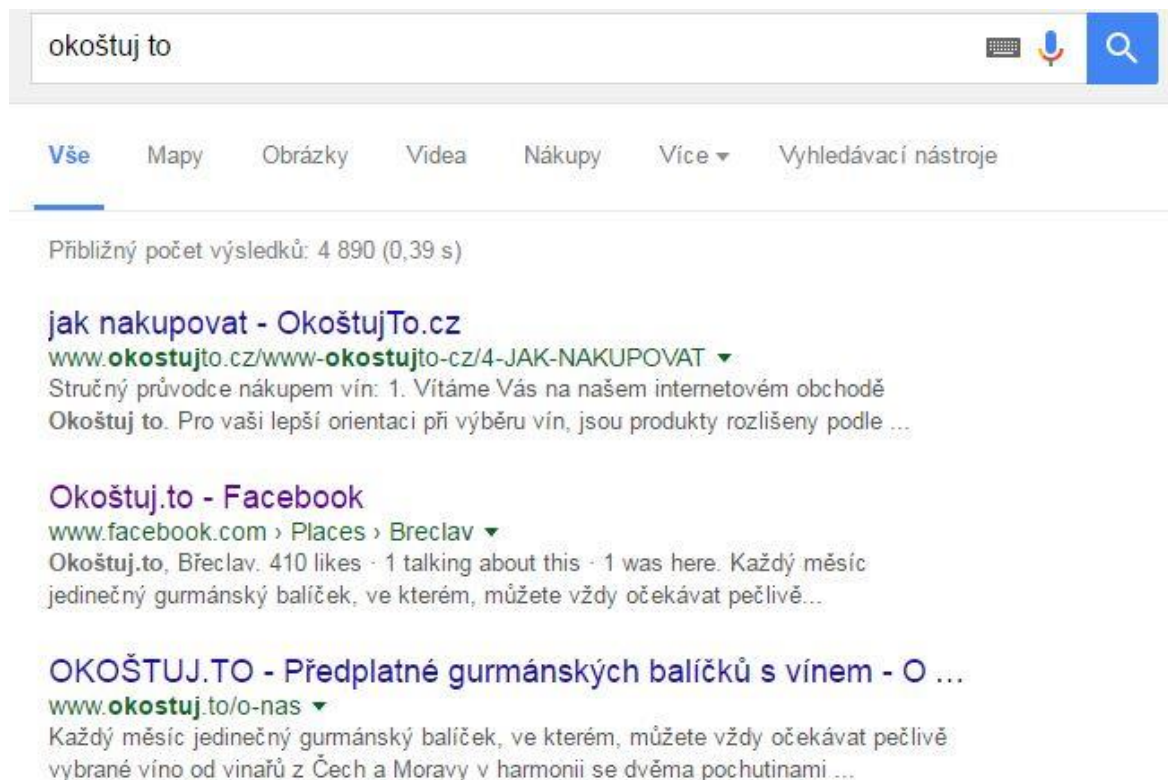 okoštuj to
Vše Mapy Obrázky Videa Nákupy Více Vyhledávací nástroje
Přibližný počet výsledků: 4 890 (0,39 s)
jak nakupovat - OkoštujTo.cz
www.okostujto.cz/www-okostujto-cz/4-JAK-NAKUPOVAT
Stručný průvodce nákupem vín: 1. Vítáme Vás na našem internetovém obchodě
Okoštuj to. Pro vaši lepší orientaci při výběru vín, jsou produkty rozlišeny podle ...
Okoštuj.to - Facebook
www.facebook.com › Places › Breclav
Okoštuj.to, Břeclav. 410 likes · 1 talking about this · 1 was here. Každý měsíc
jedinečný gurmánský balíček, ve kterém, můžete vždy očekávat pečlivě...
OKOŠTUJ.TO - Předplatné gurmánských balíčků s vínem - O ...
www.okostuj.to/o-nas
Každý měsíc jedinečný gurmánský balíček, ve kterém, můžete vždy očekávat pečlivě
vybrané víno od vinařů z Čech a Moravy v harmonii se dvěma pochutinami ...